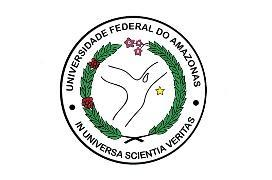 UNIVERSIDADE FEDERAL DO AMAZONAS
IN UNIVERSA SCIENTIA VERITAS